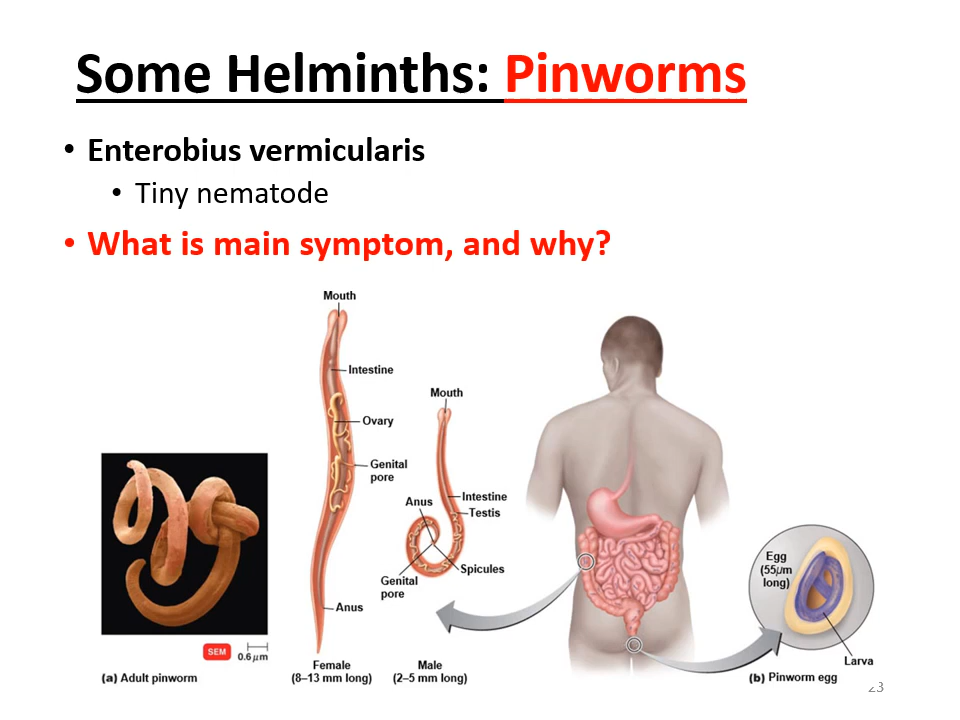 Some Helminths: Pinworms
• Enterobius vermicularis
• Tiny nematode
• What is main symptom, and why?
Mouth
Intestine
Ovary
Genital
pore
Anus
Female
(8–13 mm long)
Mouth
Anus
Intestine
Testis
Spicules
Genital
pore
Male
(2–5 mm long)
SEM
0.6 µm
(a) Adult pinworm
Egg
(55µm
long)
Larva
(b) Pinworm egg
23